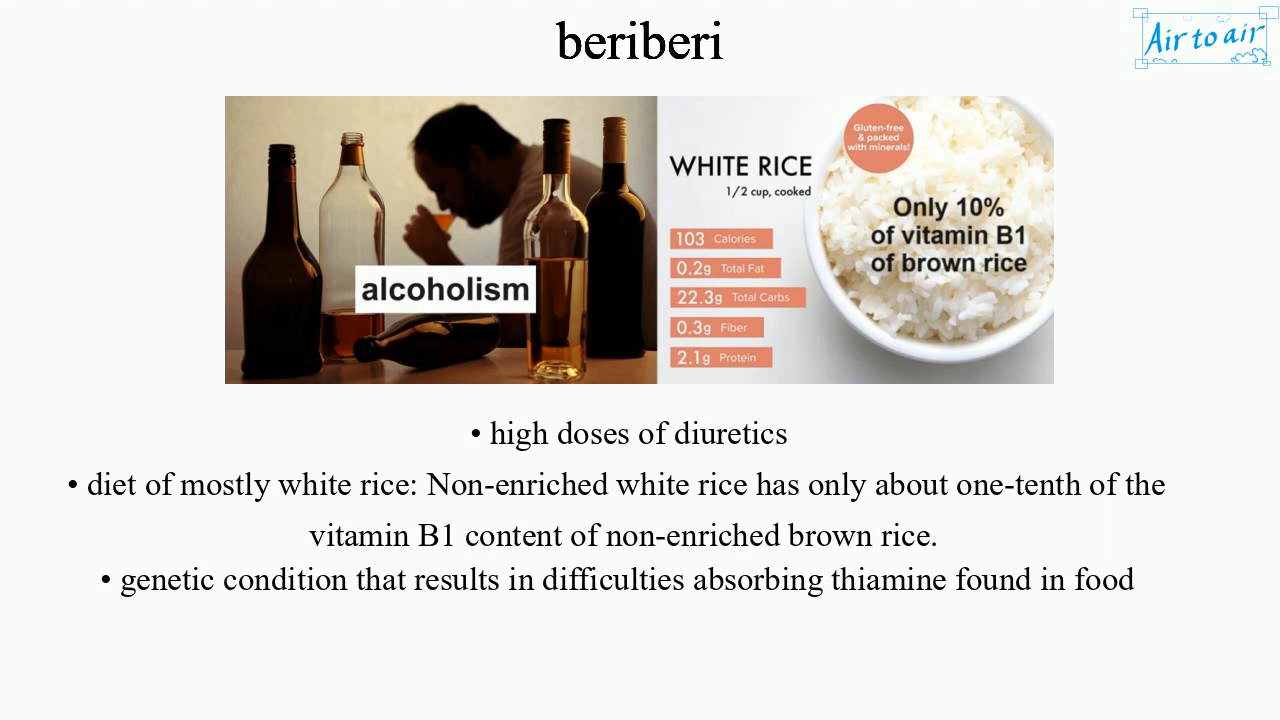 beriberi
Air to air
alcoholism
WHITE RICE
1/2 cup, cooked
103 Calories
0.2g Total Fat
22.3g Total Carbs
0.3g Fiber
2.1g Protein
Gluten-free
& packed
with minerals!
Only 10%
of vitamin B1
of brown rice
• high doses of diuretics
• diet of mostly white rice: Non-enriched white rice has only about one-tenth of the
vitamin B1 content of non-enriched brown rice.
• genetic condition that results in difficulties absorbing thiamine found in food